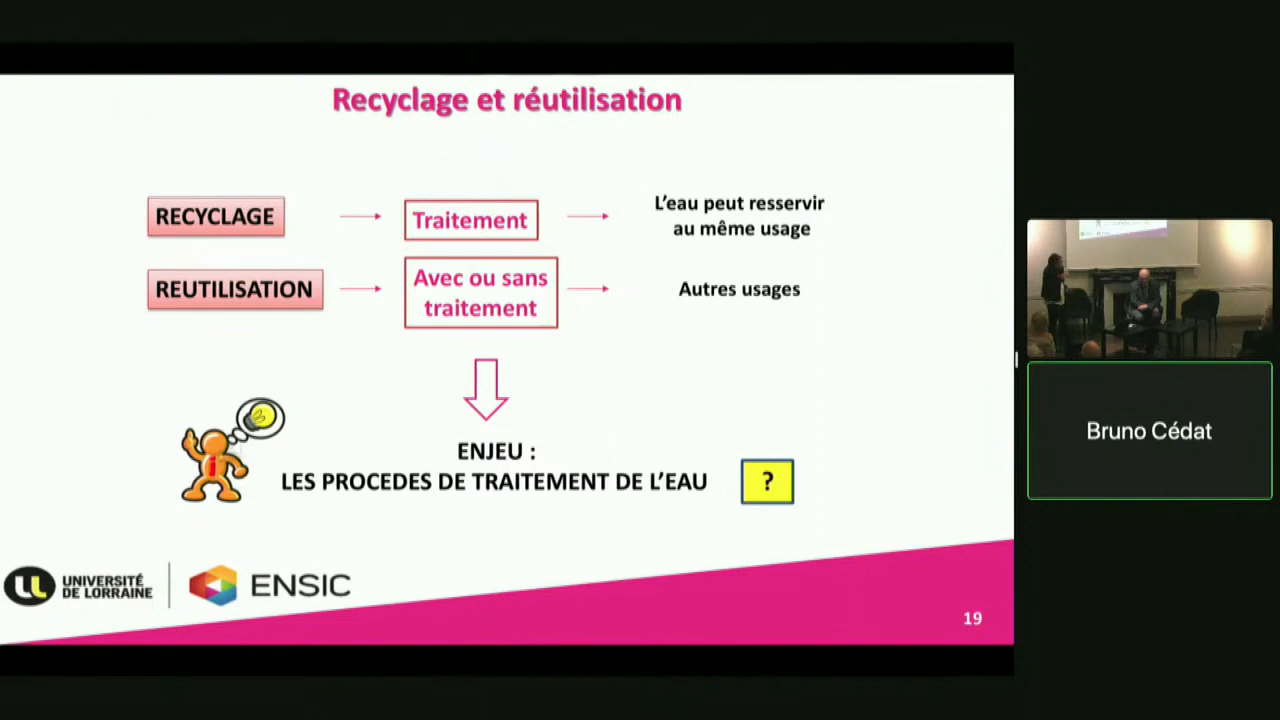 Recyclage et réutilisation
RECYCLAGE
Traitement
L'eau peut resservir
au même usage
REUTILISATION
Avec ou sans
traitement
Autres usages
ENJEU :
LES PROCEDES DE TRAITEMENT DE L'EAU
?
UNIVERSITÉ
DE LORRAINE
ENSIC
19
Bruno Cédat